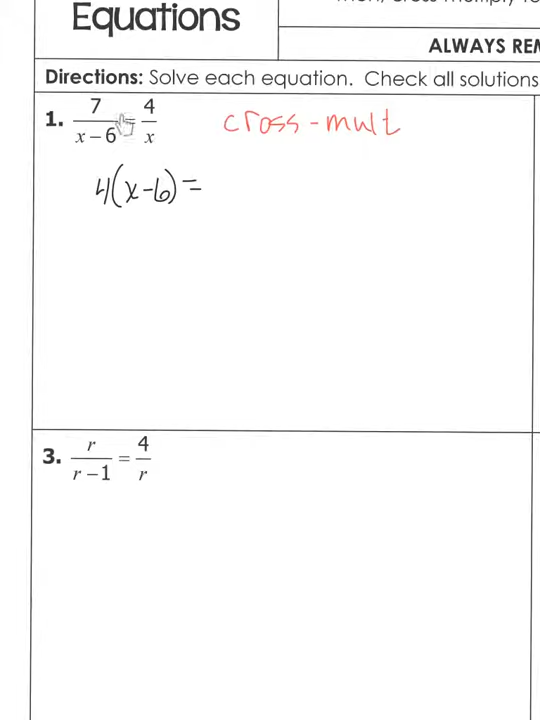 Equations
ALWAYS REM
Directions: Solve each equation. Check all solutions
1. 7/(x – 6) = 4/x cross-mult
4(x-6) =
3. r/(r – 1) = 4/r